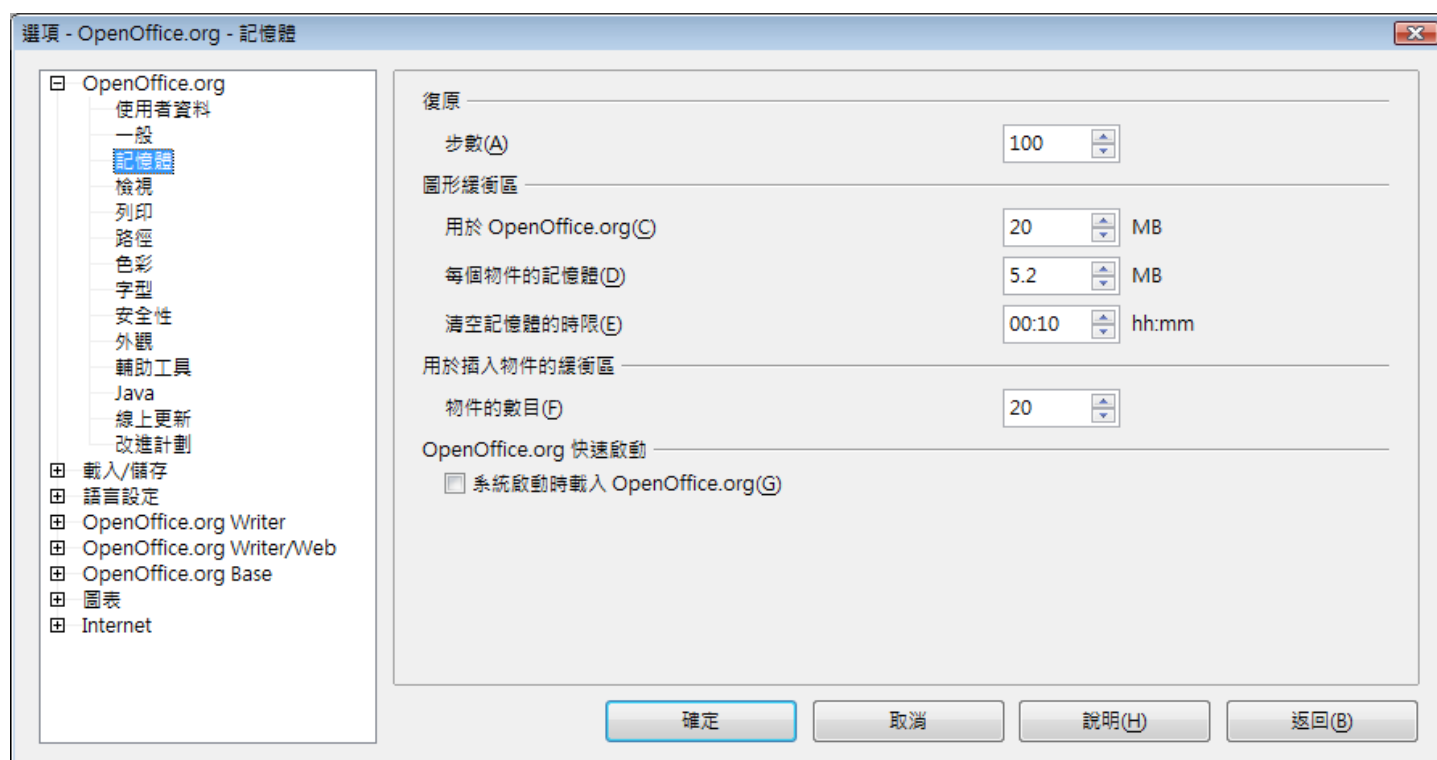 選項 - OpenOffice.org - 記憶體
OpenOffice.org
使用者資料
一般
記憶體
檢視
列印
路徑
色彩
字型
安全性
外觀
輔助工具
Java
線上更新
改進計劃
載入/儲存
語言設定
OpenOffice.org Writer
OpenOffice.org Writer/Web
OpenOffice.org Base
圖表
Internet
復原
步數(A) 100
圖形緩衝區
用於 OpenOffice.org(C) 20 MB
每個物件的記憶體(D) 5.2 MB
清空記憶體的時限(E) 00:10 hh:mm
用於插入物件的緩衝區
物件的數目(F) 20
OpenOffice.org 快速啟動
系統啟動時載入 OpenOffice.org(G)
確定 取消 說明(H) 返回(B)